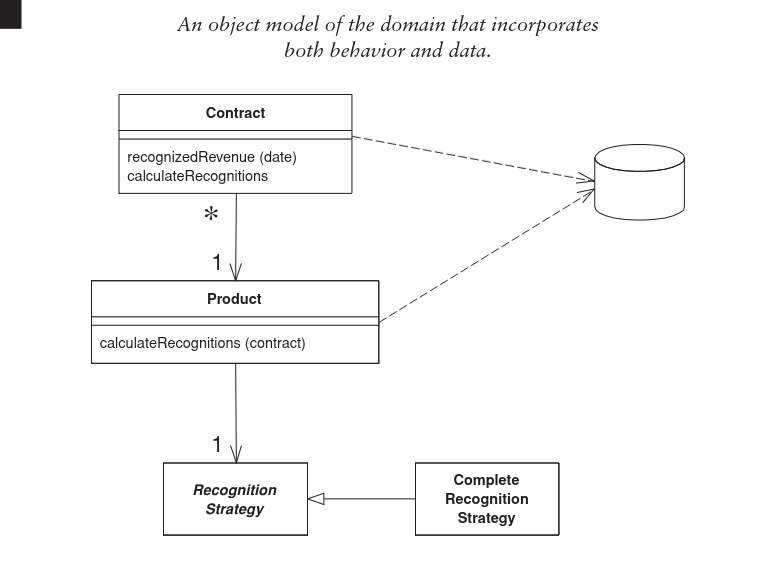 An object model of the domain that incorporates
both behavior and data.
Contract
recognizedRevenue (date)
calculateRecognitions
*
1
Product
calculateRecognitions (contract)
1
Recognition
Strategy
Complete
Recognition
Strategy